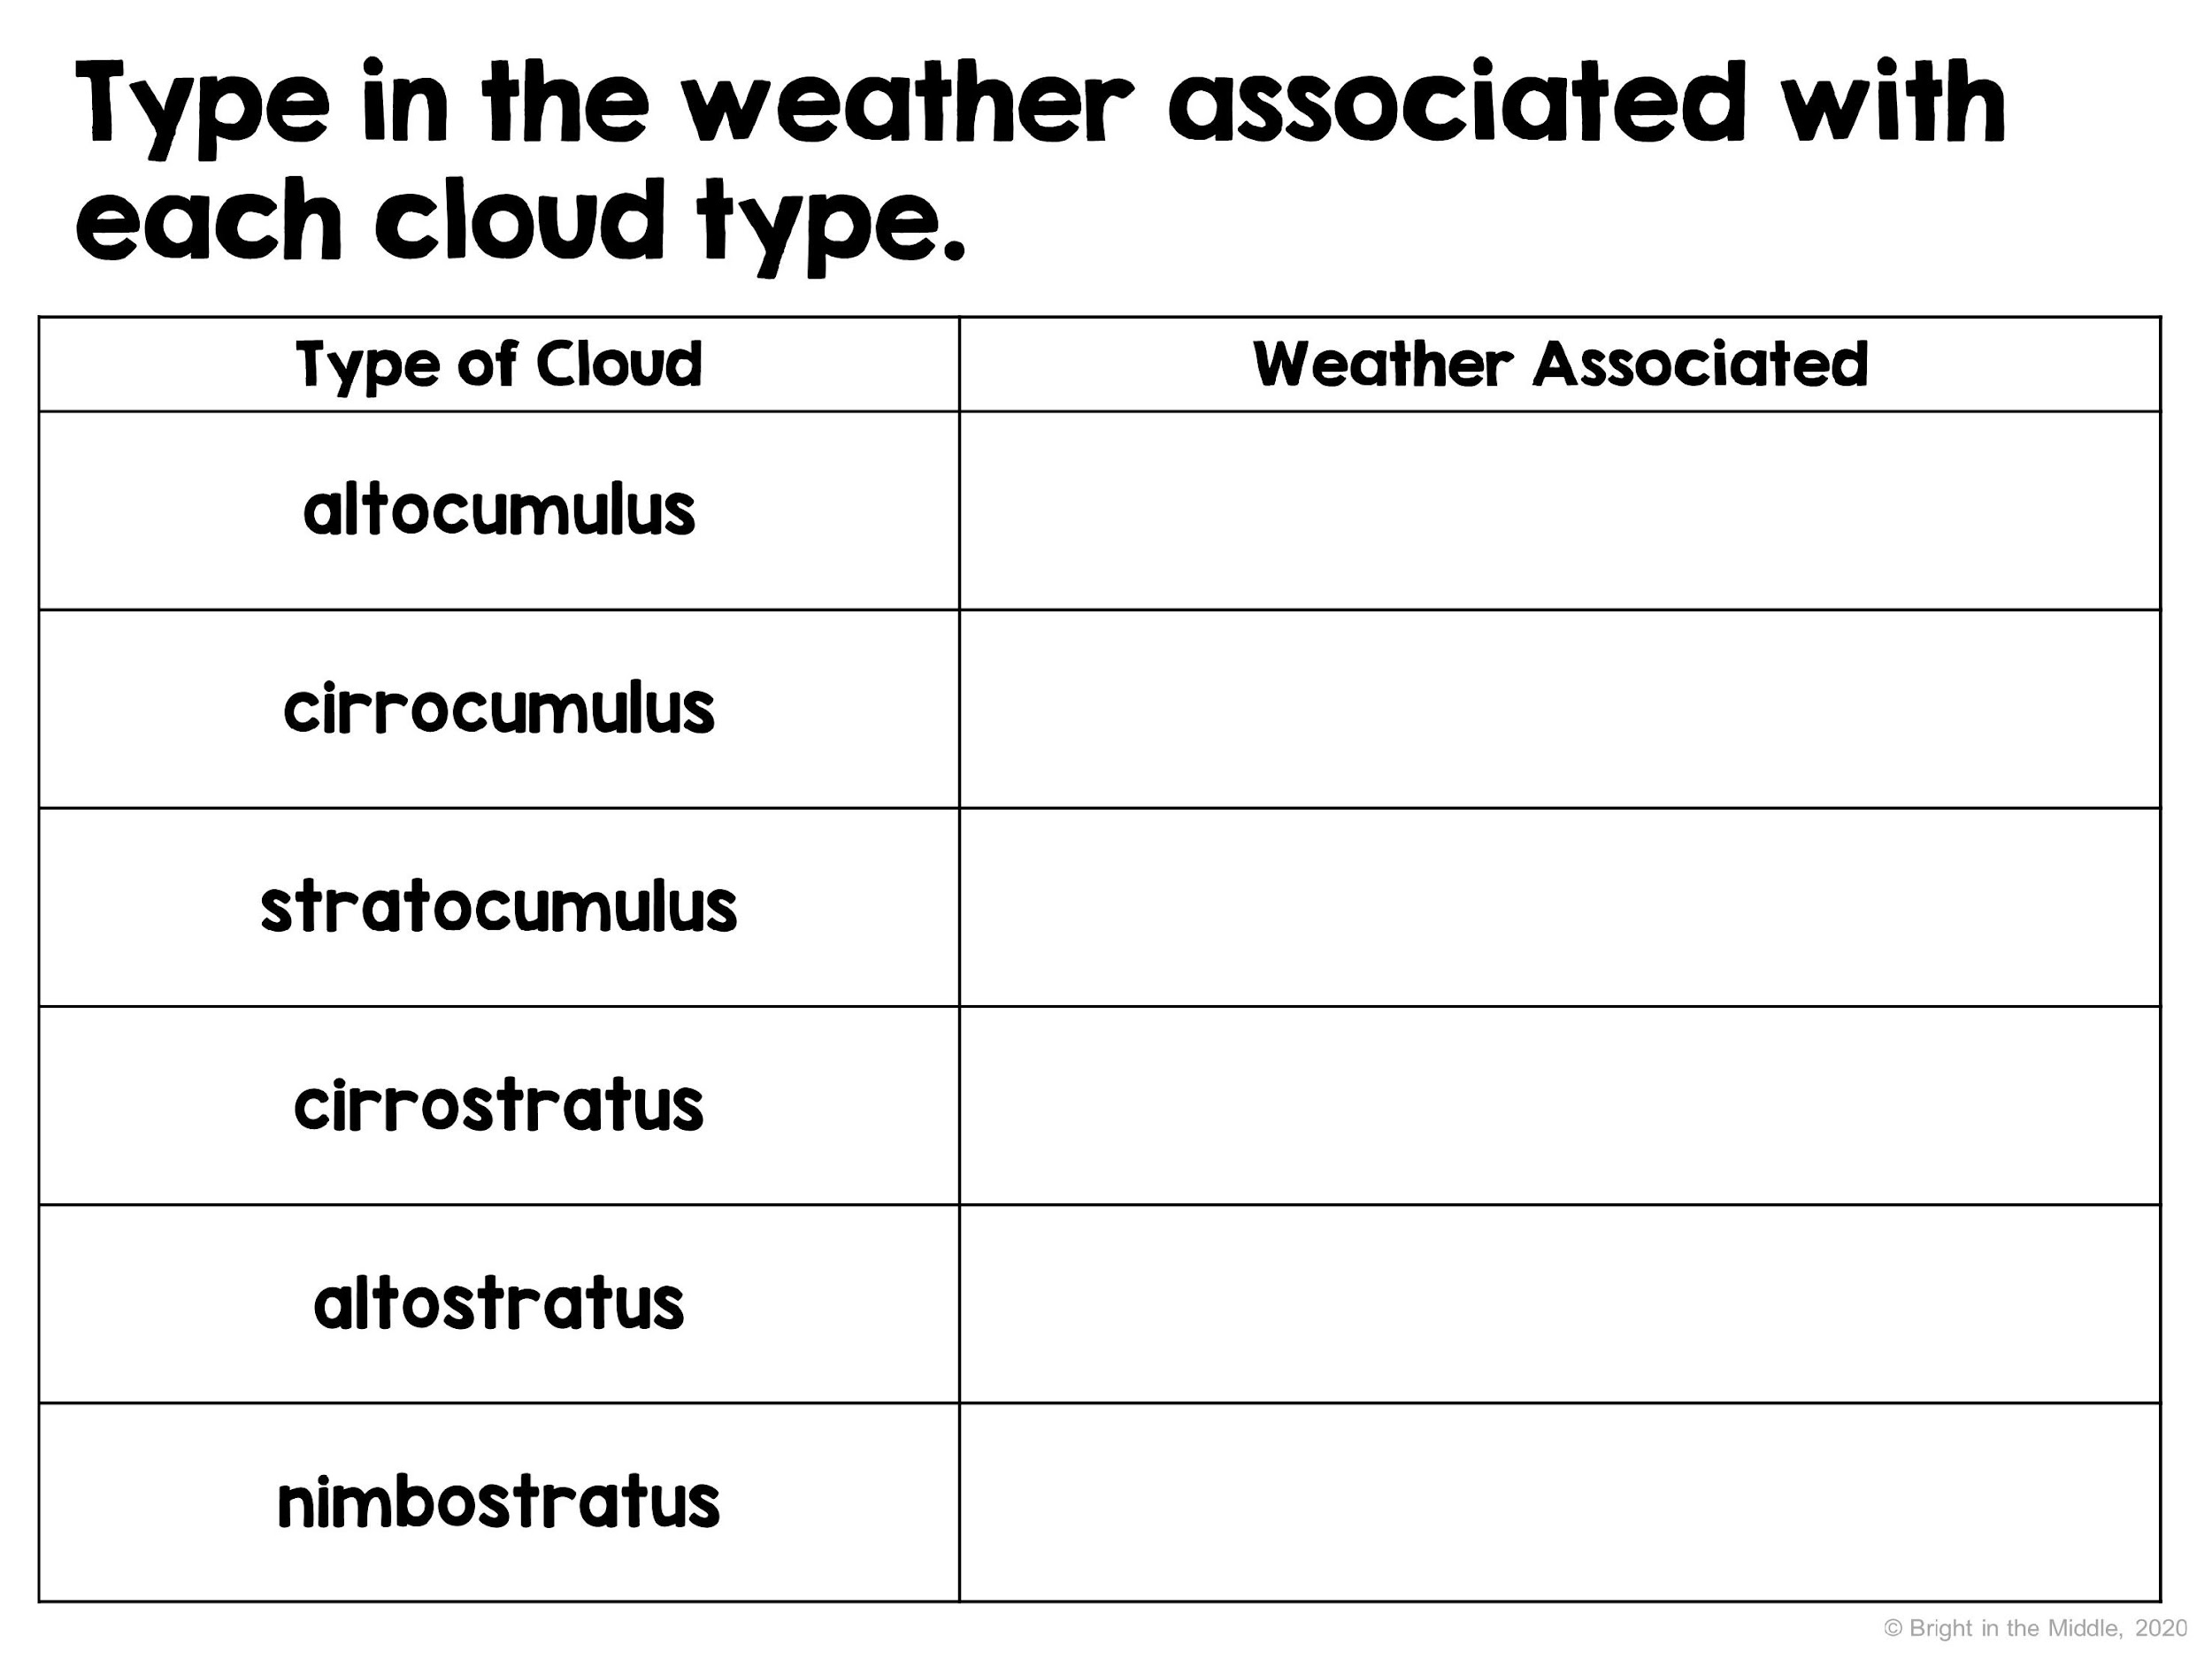 Type in the weather associated with
each cloud type.
Type of Cloud
Weather Associated
altocumulus
cirrocumulus
stratocumulus
cirrostratus
altostratus
nimbostratus
© Bright in the Middle, 2020